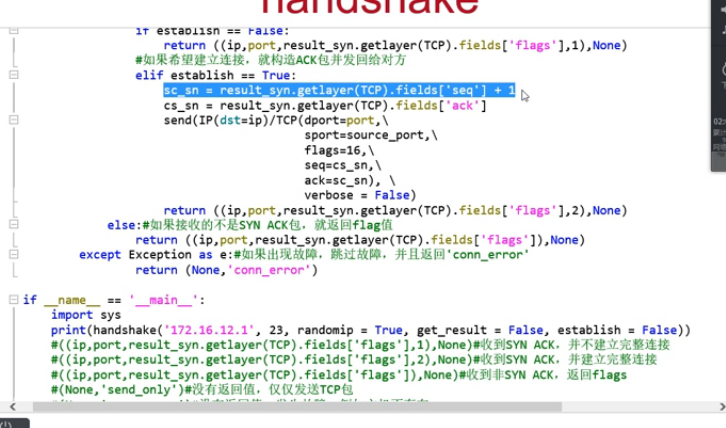 handshake
if establish == False:
return ((ip,port,result_syn.getlayer(TCP).fields['flags'],1),None)
#如果希望建立连接，就构造ACK包并发回给对方
elif establish == True:
sc_sn = result_syn.getlayer(TCP).fields['seq'] + 1
cs_sn = result_syn.getlayer(TCP).fields['ack']
send(IP(dst=ip)/TCP(dport=port,\
sport=source_port,\
flags=16,\
seq=cs_sn,\
ack=sc_sn), \
verbose = False)
return ((ip,port,result_syn.getlayer(TCP).fields['flags'],2),None)
else:#如果接收的不是SYN ACK包，就返回flag值
return ((ip,port,result_syn.getlayer(TCP).fields['flags']),None)
except Exception as e:#如果出现故障，跳过故障，并且返回'conn_error'
return (None,'conn_error')
if __name__ == '__main__':
import sys
print(handshake('172.16.12.1', 23, randomip = True, get_result = False, establish = False))
#((ip,port,result_syn.getlayer(TCP).fields['flags'],1),None)#收到SYN ACK，并不建立完整连接
#((ip,port,result_syn.getlayer(TCP).fields['flags'],2),None)#收到SYN ACK，并建立完整连接
#((ip,port,result_syn.getlayer(TCP).fields['flags']),None)#收到非SYN ACK，返回flags
#(None,'send_only')#没有返回值，仅仅发送TCP包